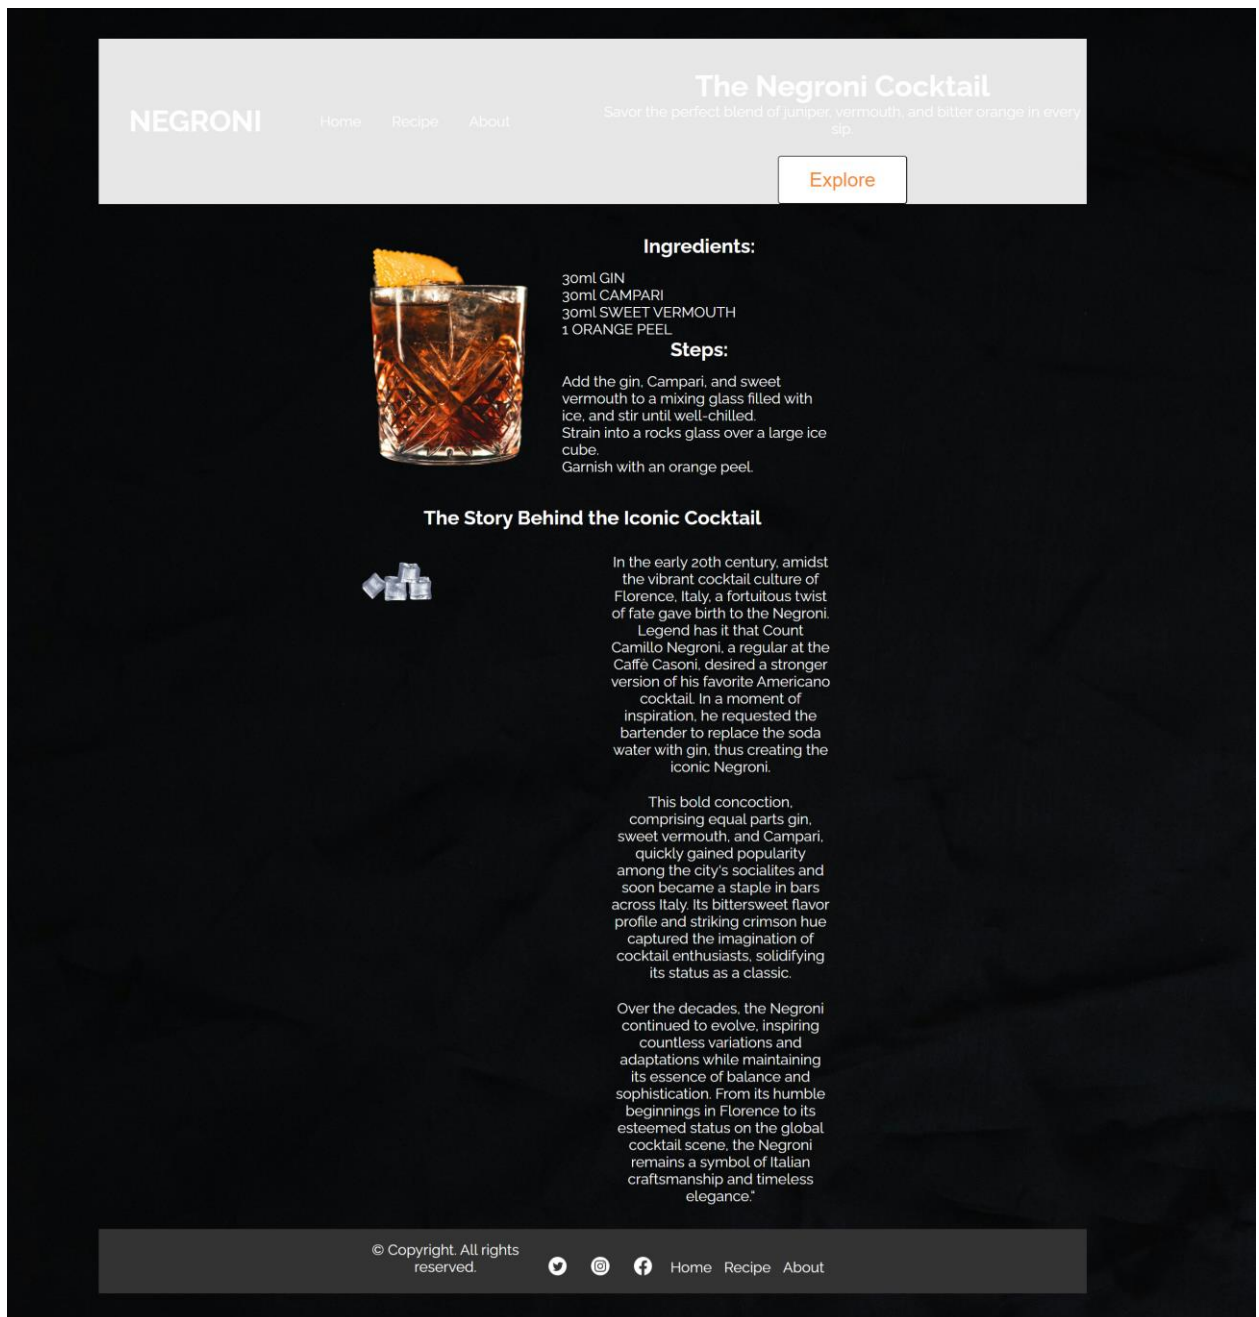 NEGRONI
Home Recipe About
The Negroni Cocktail
Savor the perfect blend of juniper, vermouth, and bitter orange in every
sip.
Explore
Ingredients:
30ml GIN
30ml CAMPARI
30ml SWEET VERMOUTH
1 ORANGE PEEL
Steps:
Add the gin, Campari, and sweet
vermouth to a mixing glass filled with
ice, and stir until well-chilled.
Strain into a rocks glass over a large ice
cube.
Garnish with an orange peel.
The Story Behind the Iconic Cocktail
In the early 20th century, amidst
the vibrant cocktail culture of
Florence, Italy, a fortuitous twist
of fate gave birth to the Negroni.
Legend has it that Count
Camillo Negroni, a regular at the
Caffè Casoni, desired a stronger
version of his favorite Americano
cocktail. In a moment of
inspiration, he requested the
bartender to replace the soda
water with gin, thus creating the
iconic Negroni.
This bold concoction,
comprising equal parts gin,
sweet vermouth, and Campari,
quickly gained popularity
among the city's socialites and
soon became a staple in bars
across Italy. Its bittersweet flavor
profile and striking crimson hue
captured the imagination of
cocktail enthusiasts, solidifying
its status as a classic.
Over the decades, the Negroni
continued to evolve, inspiring
countless variations and
adaptations while maintaining
its essence of balance and
sophistication. From its humble
beginnings in Florence to its
esteemed status on the global
cocktail scene, the Negroni
remains a symbol of Italian
craftsmanship and timeless
elegance."
© Copyright. All rights
reserved.
Home Recipe About